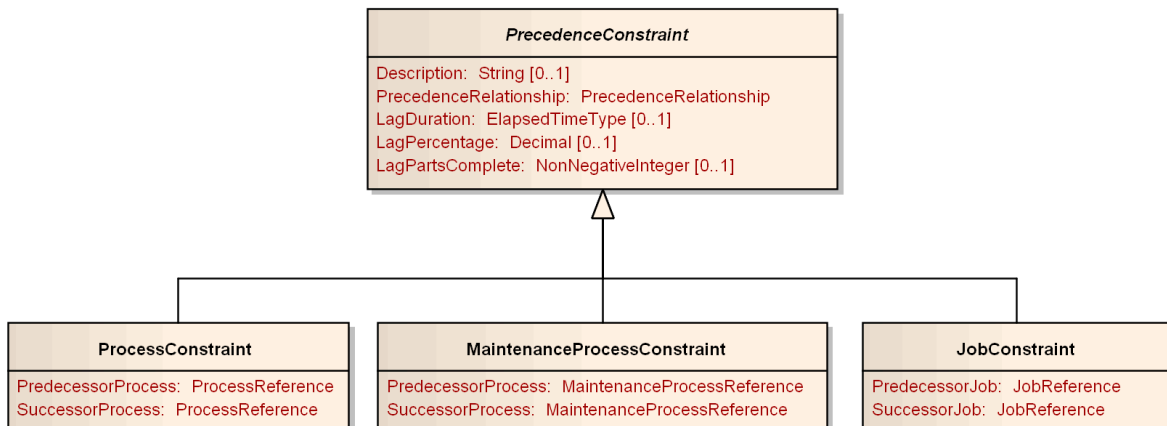 PrecedenceConstraint
Description: String [0..1]
PrecedenceRelationship: PrecedenceRelationship
LagDuration: ElapsedTimeType [0..1]
LagPercentage: Decimal [0..1]
LagPartsComplete: NonNegativeInteger [0..1]
ProcessConstraint
PredecessorProcess: ProcessReference
SuccessorProcess: ProcessReference
MaintenanceProcessConstraint
PredecessorProcess: MaintenanceProcessReference
SuccessorProcess: MaintenanceProcessReference
JobConstraint
PredecessorJob: JobReference
SuccessorJob: JobReference